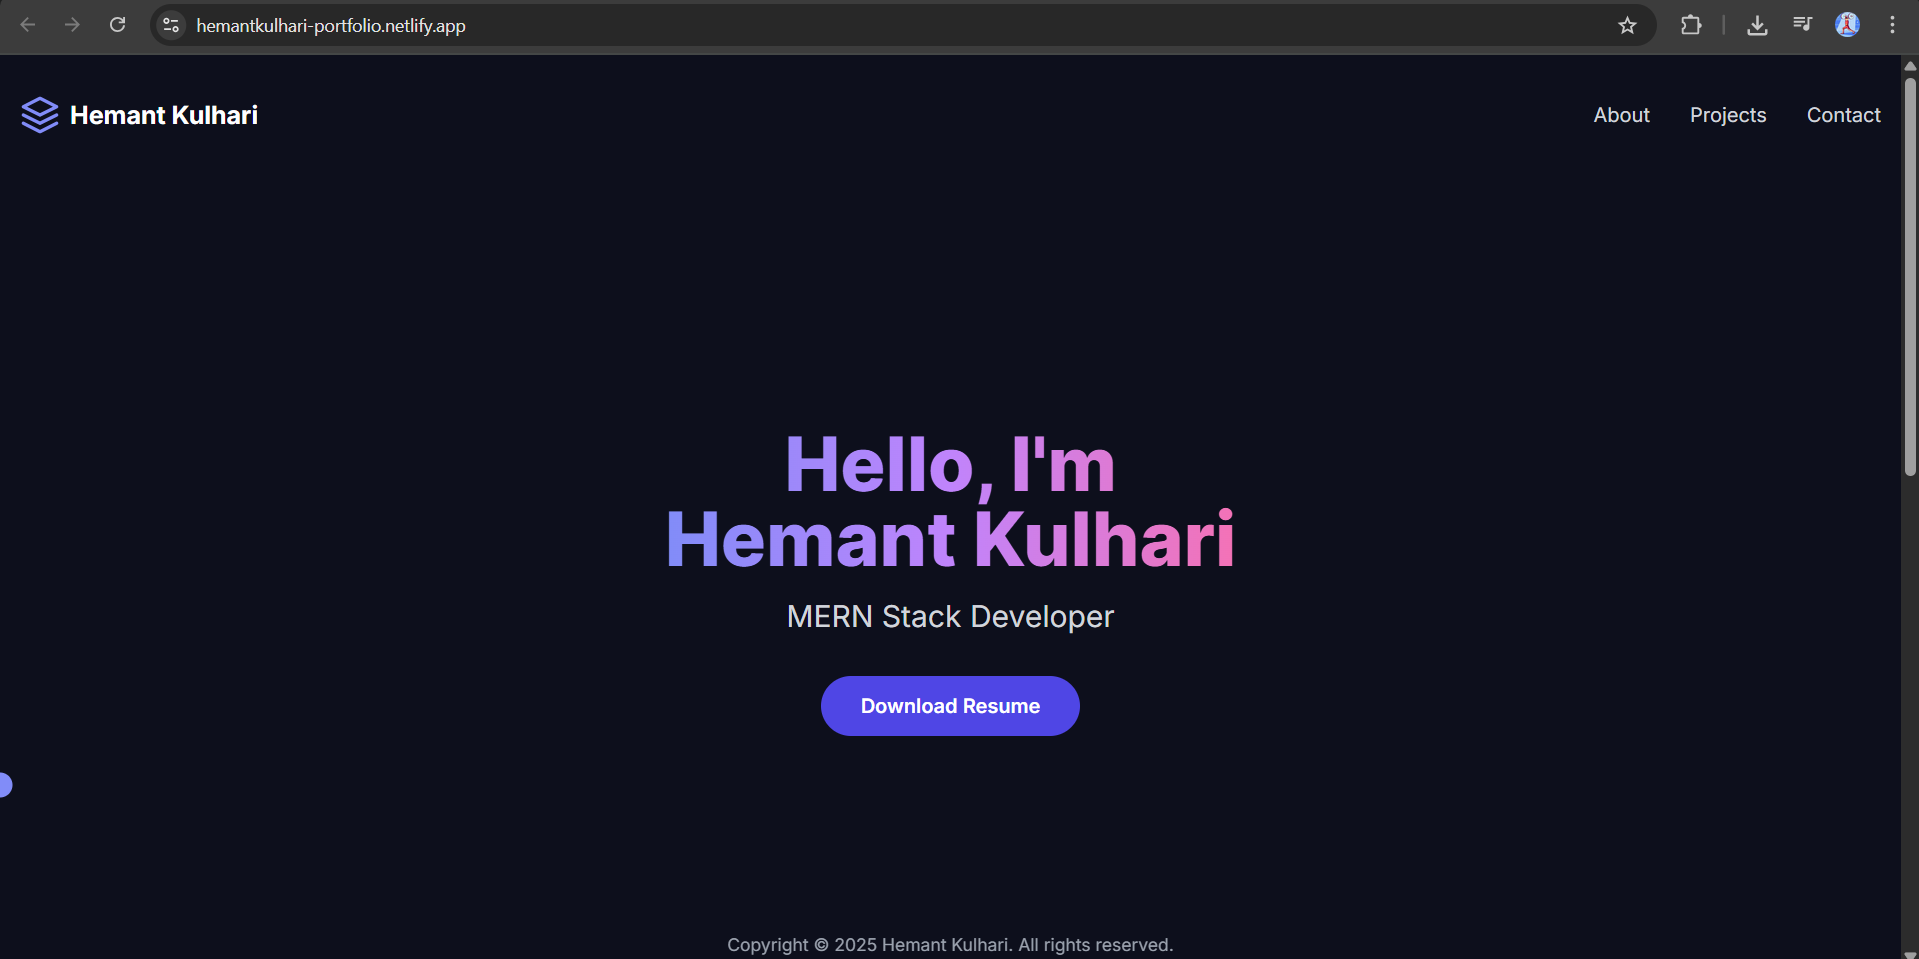 hemantkulhari-portfolio.netlify.app
Hemant Kulhari
About
Projects
Contact
Hello, I'm
Hemant Kulhari
MERN Stack Developer
Download Resume
Copyright © 2025 Hemant Kulhari. All rights reserved.